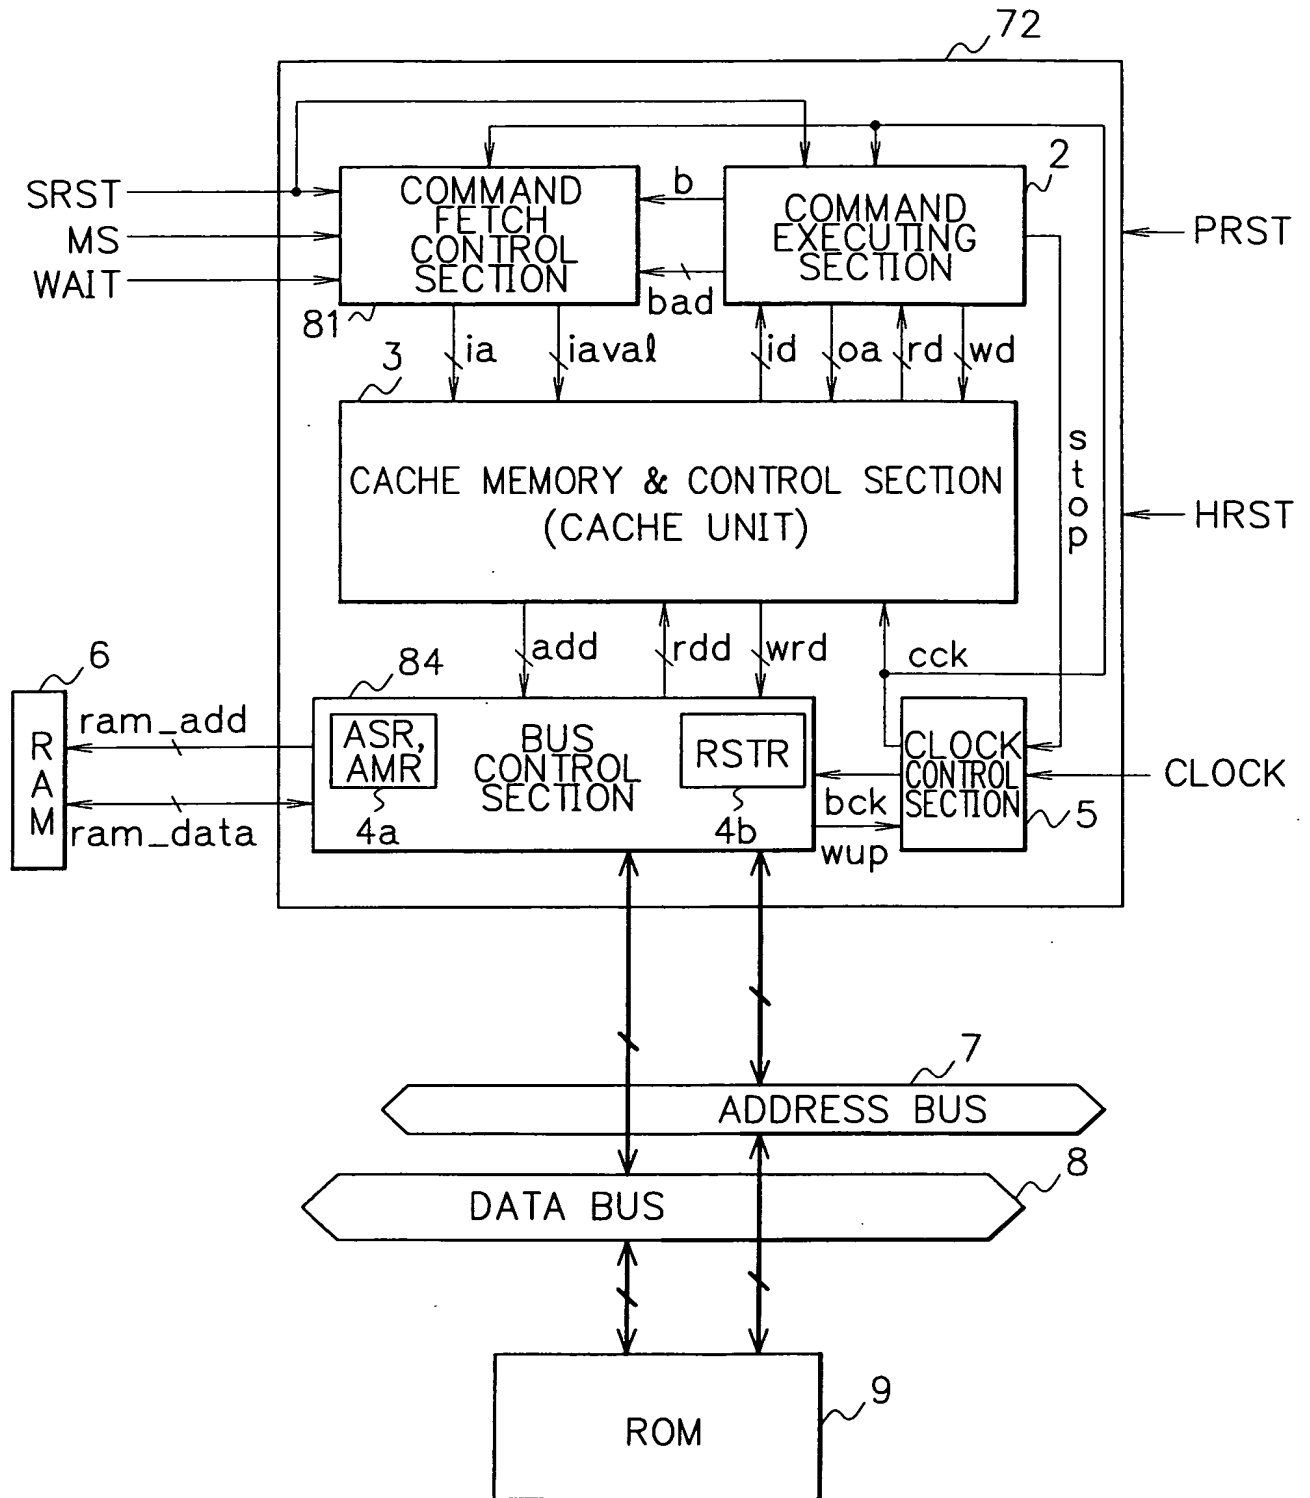 72
SRST
MS
WAIT
COMMAND
FETCH
CONTROL
SECTION
81
b
bad
2
COMMAND
EXECUTING
SECTION
PRST
ia
iaval
id
oa
rd
wd
3
CACHE MEMORY & CONTROL SECTION
(CACHE UNIT)
stop
HRST
add
rdd
wrd
cck
6
RAM
ram_add
ram_data
84
ASR,
AMR
4a
BUS
CONTROL
SECTION
RSTR
4b
bck
wup
CLOCK
CONTROL
SECTION
5
CLOCK
7
ADDRESS BUS
8
DATA BUS
9
ROM